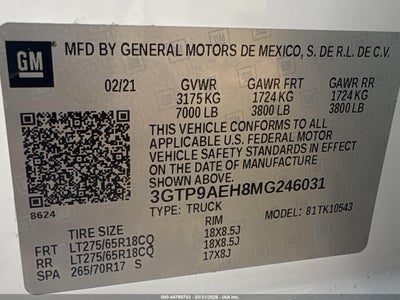 GM
MFD BY GENERAL MOTORS DE MEXICO, S. DE R.L. DE C.V.
02/21 GVWR GAWR FRT GAWR RR
3175 KG 1724 KG 1724 KG
7000 LB 3800 LB 3800 LB
THIS VEHICLE CONFORMS TO ALL
APPLICABLE U.S. FEDERAL MOTOR
VEHICLE SAFETY STANDARDS IN
EFFECT ON THE DATE OF
MANUFACTURE SHOWN ABOVE.
3GTP9AEH8MG246031
8624 TYPE: TRUCK MODEL: 81TK10543
TIRE SIZE RIM
FRT LT275/65R18CQ 18X8.5J
RR LT275/65R18CQ 18X8.5J
SPA 265/70R17 S 17X8J